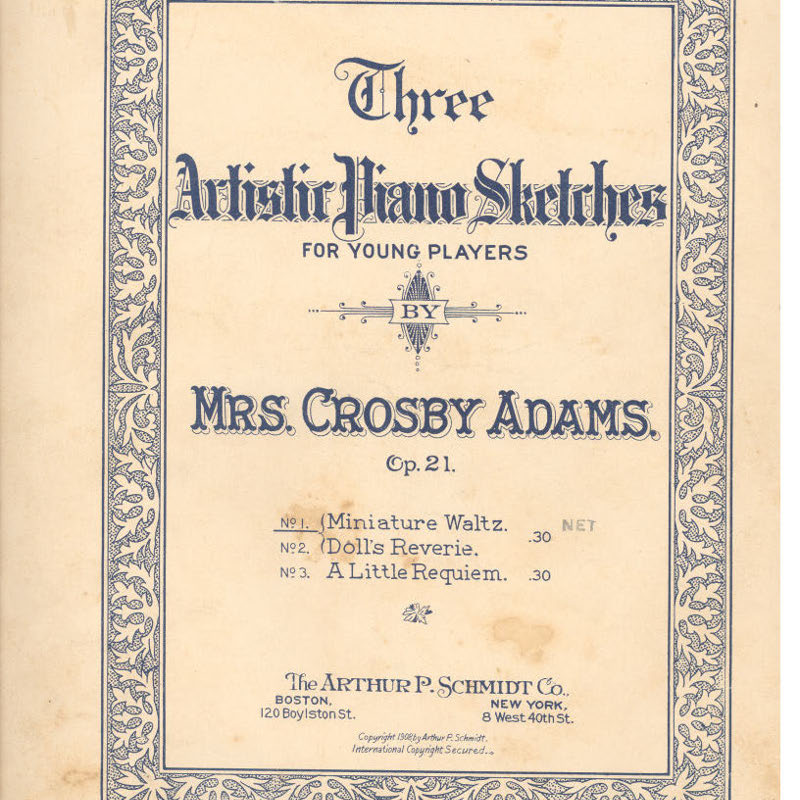 Three
Artistic Piano Sketches
FOR YOUNG PLAYERS
BY
MRS. CROSBY ADAMS.
Op. 21.
No 1. Miniature Waltz. .30 NET
No 2. Doll's Reverie.
No 3. A Little Requiem. .30
The ARTHUR P. SCHMIDT Co.,
BOSTON, NEW YORK,
120 Boylston St. 8 West 40th St.
Copyright 1908 by Arthur P. Schmidt.
International Copyright Secured.